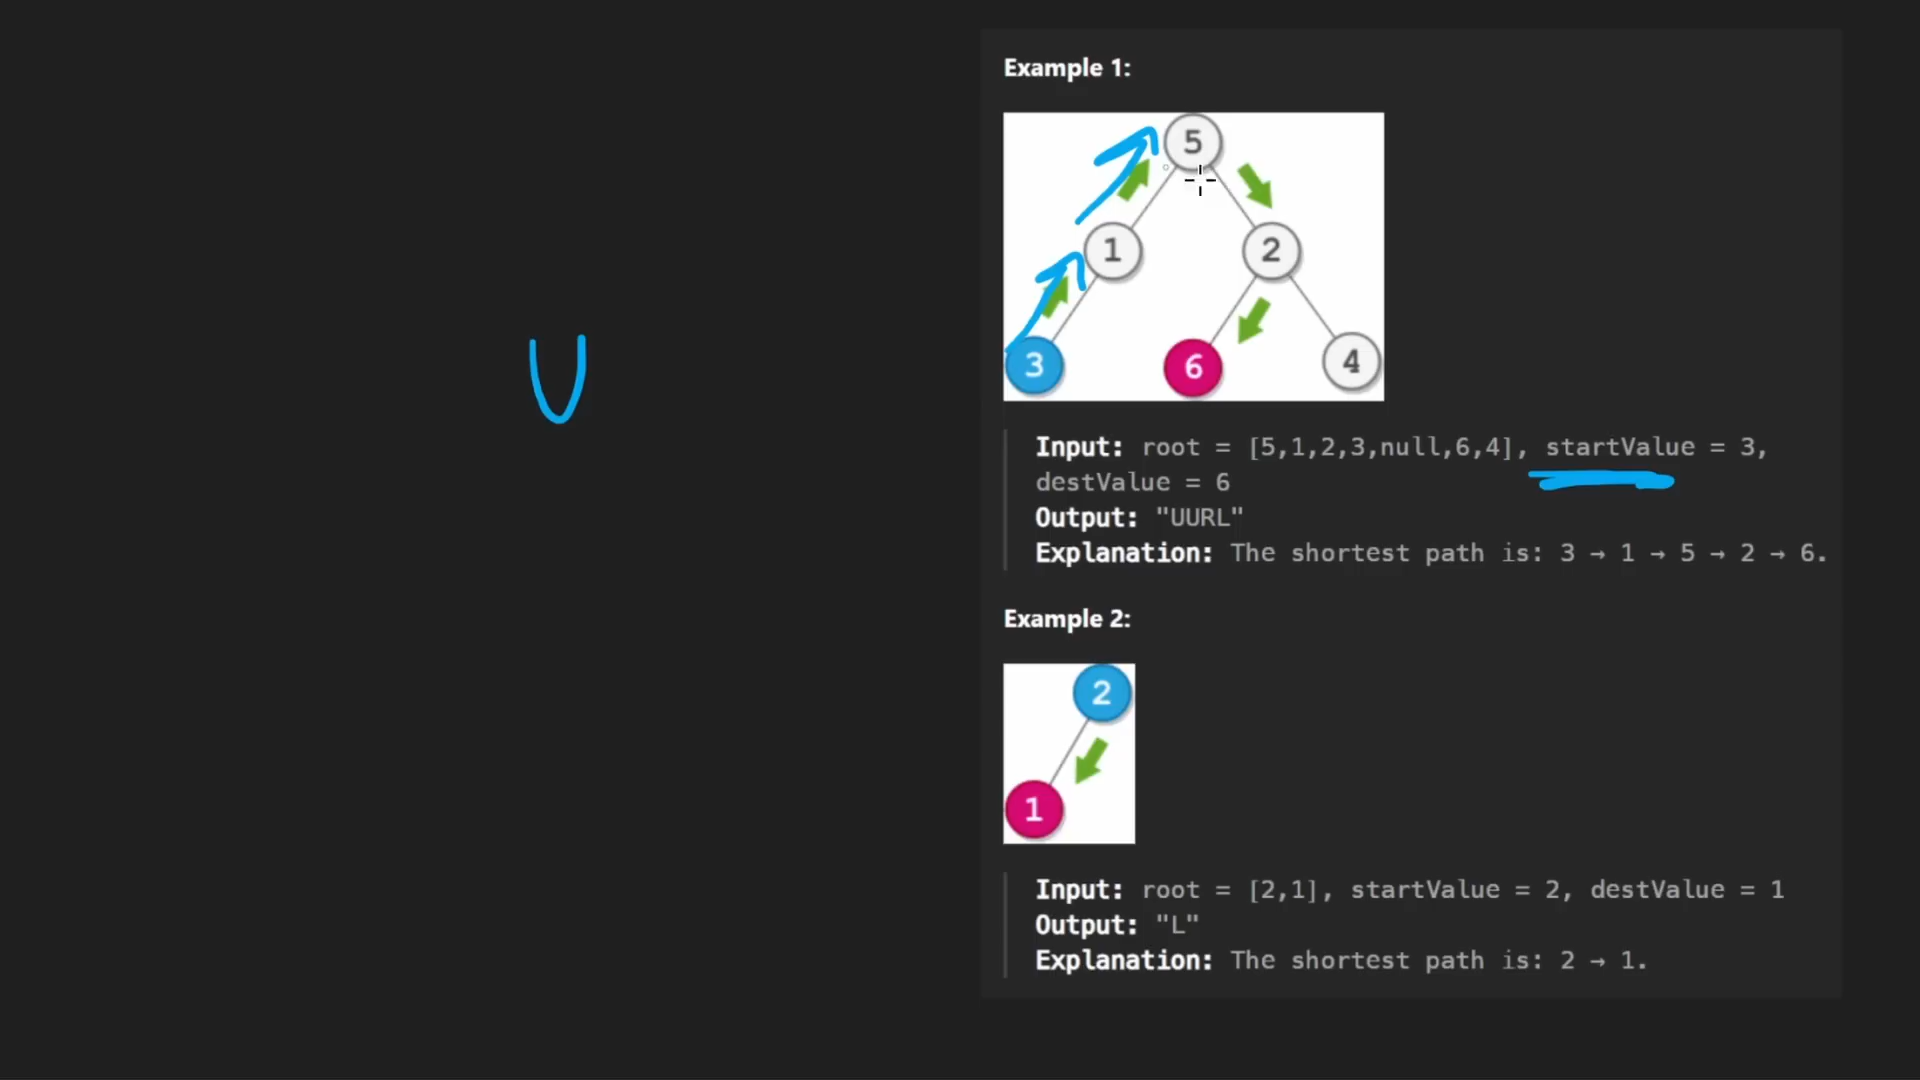 U
Example 1:
5
1
2
3
6
4
Input: root = [5,1,2,3,null,6,4], startValue = 3,
destValue = 6
Output: "UURL"
Explanation: The shortest path is: 3 → 1 → 5 → 2 → 6.
Example 2:
2
1
Input: root = [2,1], startValue = 2, destValue = 1
Output: "L"
Explanation: The shortest path is: 2 → 1.